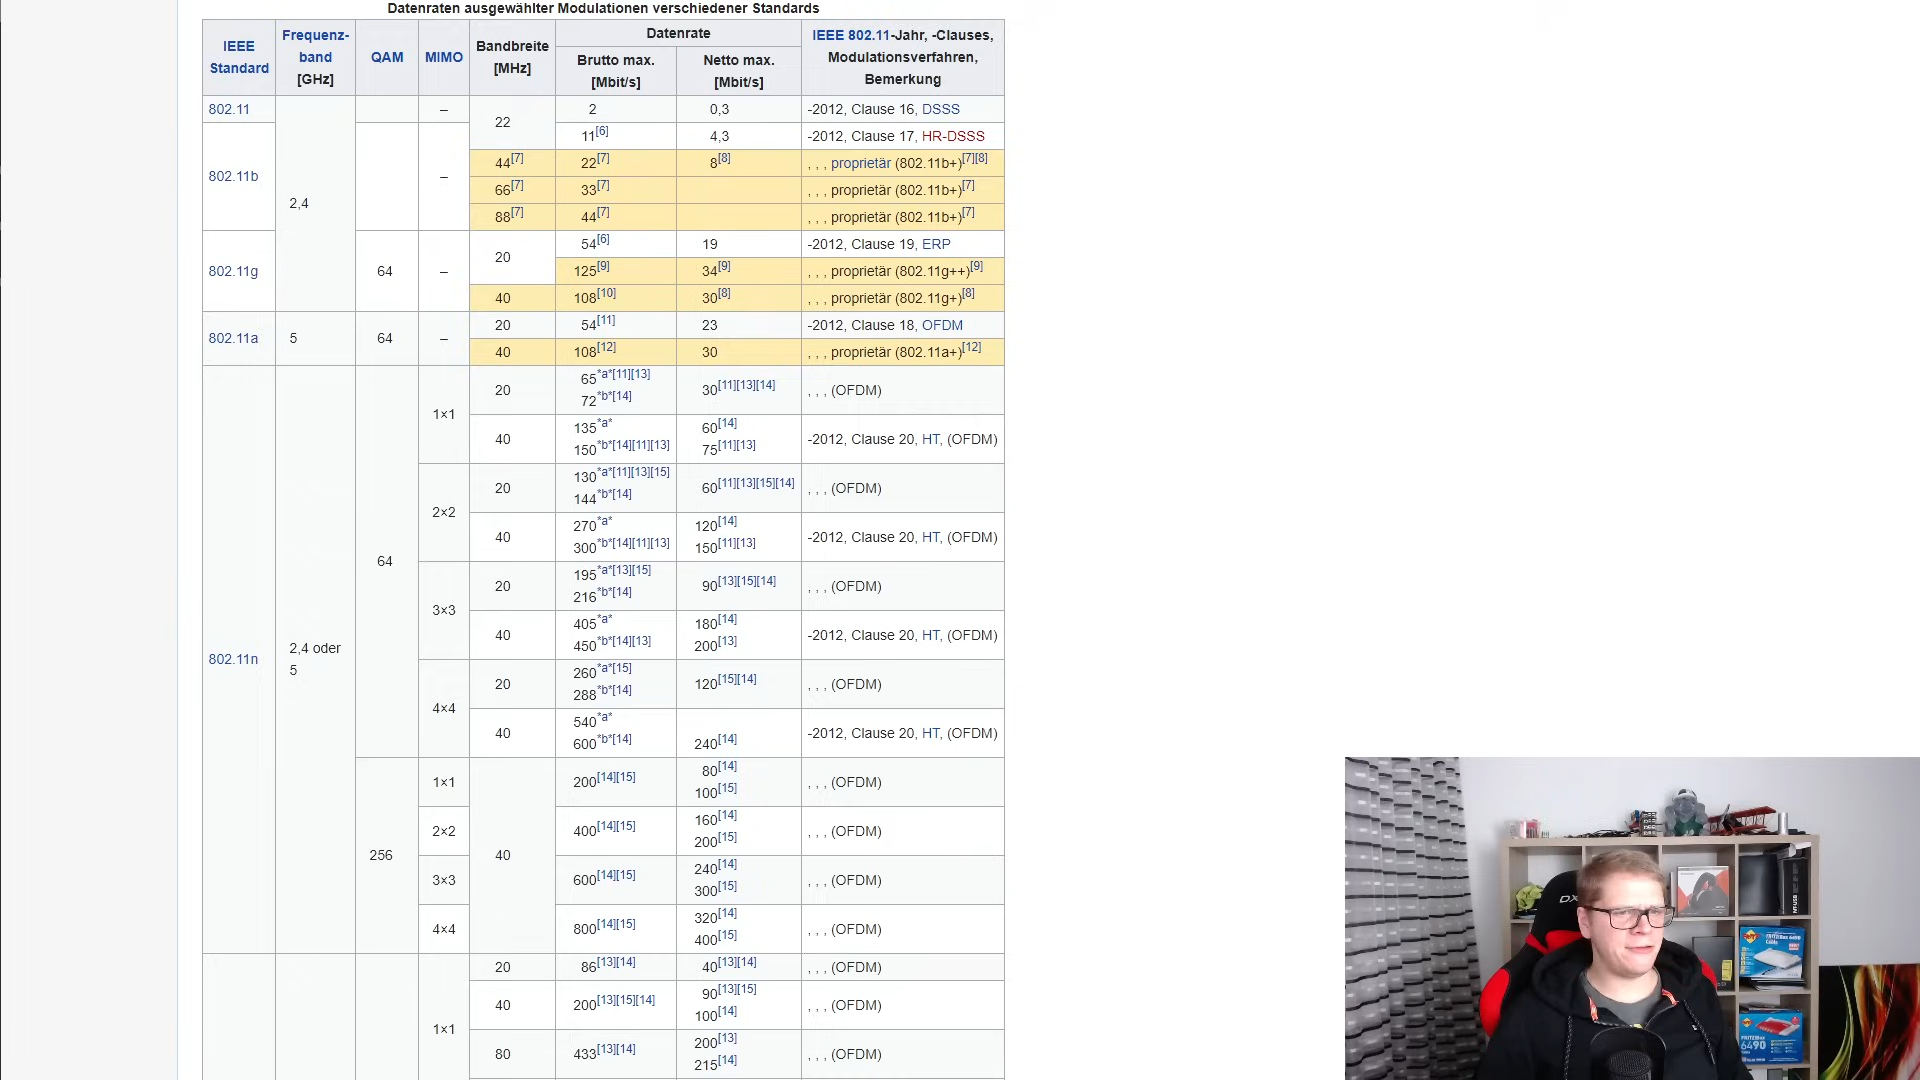 Datenraten ausgewählter Modulationen verschiedener Standards
IEEE Standard Frequenz-band [GHz] QAM MIMO Bandbreite [MHz] Datenrate IEEE 802.11-Jahr, -Clauses, Modulationsverfahren, Bemerkung
Brutto max. [Mbit/s] Netto max. [Mbit/s]
802.11 2,4 – 22 2 0,3 -2012, Clause 16, DSSS
802.11b – 11[6] 4,3 -2012, Clause 17, HR-DSSS
44[7] 22[7] 8[8] , , , proprietär (802.11b+)[7][8]
66[7] 33[7] , , , proprietär (802.11b+)[7]
88[7] 44[7] , , , proprietär (802.11b+)[7]
802.11g 64 – 20 54[6] 19 -2012, Clause 19, ERP
125[9] 34[9] , , , proprietär (802.11g++)[9]
40 108[10] 30[8] , , , proprietär (802.11g+)[8]
802.11a 5 64 – 20 54[11] 23 -2012, Clause 18, OFDM
40 108[12] 30 , , , proprietär (802.11a+)[12]
802.11n 2,4 oder 5 64 1×1 20 65*a*[11][13] 72*b*[14] 30[11][13][14] , , , (OFDM)
40 135*a* 150*b*[14][11][13] 60[14] 75[11][13] -2012, Clause 20, HT, (OFDM)
2×2 20 130*a*[11][13][15] 144*b*[14] 60[11][13][15][14] , , , (OFDM)
40 270*a* 300*b*[14][11][13] 120[14] 150[11][13] -2012, Clause 20, HT, (OFDM)
3×3 20 195*a*[13][15] 216*b*[14] 90[13][15][14] , , , (OFDM)
40 405*a* 450*b*[14][13] 180[14] 200[13] -2012, Clause 20, HT, (OFDM)
4×4 20 260*a*[15] 288*b*[14] 120[15][14] , , , (OFDM)
40 540*a* 600*b*[14] 240[14] -2012, Clause 20, HT, (OFDM)
256 1×1 40 200[14][15] 80[14] 100[15] , , , (OFDM)
2×2 400[14][15] 160[14] 200[15] , , , (OFDM)
3×3 600[14][15] 240[14] 300[15] , , , (OFDM)
4×4 800[14][15] 320[14] 400[15] , , , (OFDM)
1×1 20 86[13][14] 40[13][14] , , , (OFDM)
40 200[13][15][14] 90[13][15] 100[14] , , , (OFDM)
80 433[13][14] 200[13] 215[14] , , , (OFDM)
DX
FRITZ!Box 6490
Cable
FRITZ!Box
6490